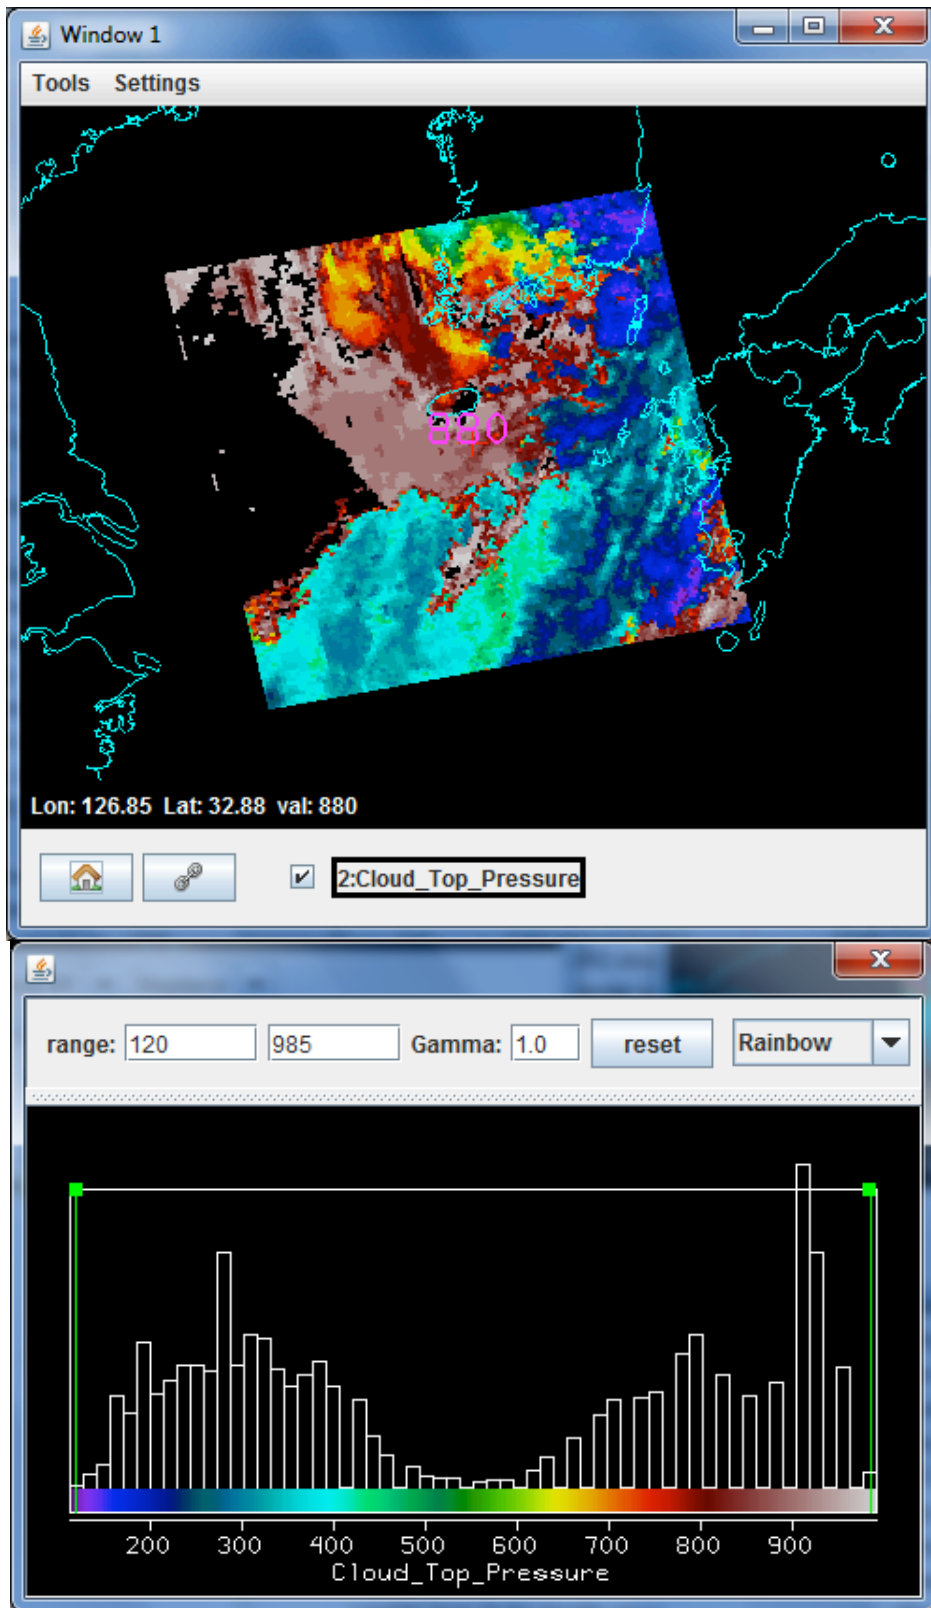 Window 1
Tools Settings
880
Lon: 126.85 Lat: 32.88 val: 880
2:Cloud_Top_Pressure
range: 120 985 Gamma: 1.0 reset Rainbow
200 300 400 500 600 700 800 900
Cloud_Top_Pressure